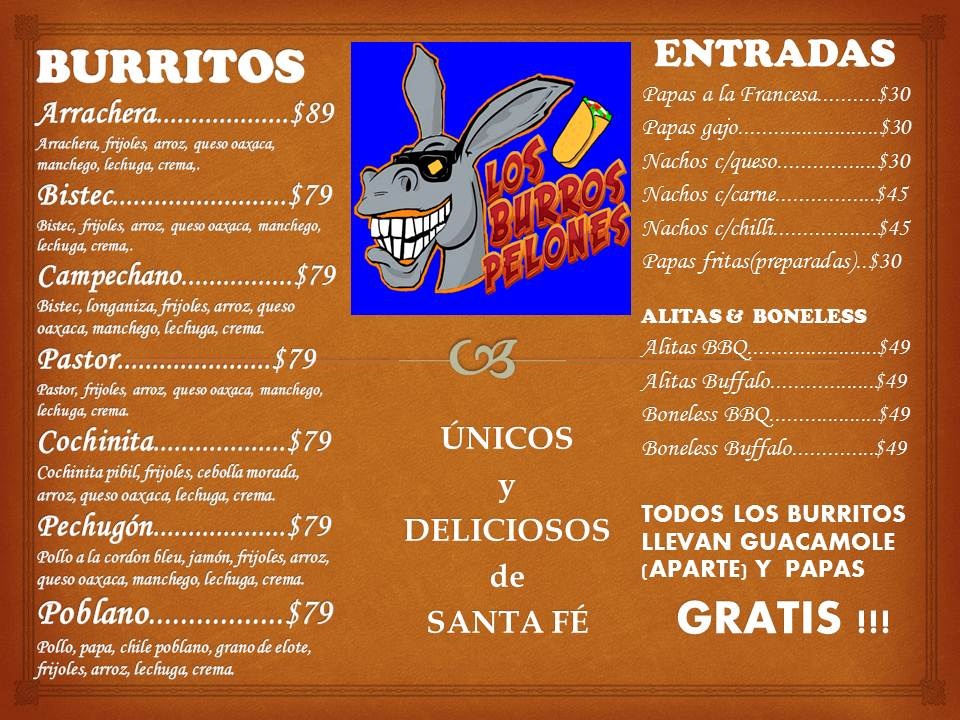 BURRITOS
Arrachera...................$89
Arrachera, frijoles, arroz, queso oaxaca,
manchego, lechuga, crema,.
Bistec.........................$79
Bistec, frijoles, arroz, queso oaxaca, manchego,
lechuga, crema,.
Campechano................$79
Bistec, longaniza, frijoles, arroz, queso
oaxaca, manchego, lechuga, crema.
Pastor......................$79
Pastor, frijoles, arroz, queso oaxaca, manchego,
lechuga, crema.
Cochinita...................$79
Cochinita pibil, frijoles, cebolla morada,
arroz, queso oaxaca, lechuga, crema.
Pechugón...................$79
Pollo a la cordon bleu, jamón, frijoles, arroz,
queso oaxaca, manchego, lechuga, crema.
Poblano.................$79
Pollo, papa, chile poblano, grano de elote,
frijoles, arroz, lechuga, crema.
LOS
BURROS
PELONES
ÚNICOS
y
DELICIOSOS
de
SANTA FÉ
ENTRADAS
Papas a la Francesa..........$30
Papas gajo.........................$30
Nachos c/queso..................$30
Nachos c/carne..................$45
Nachos c/chilli...................$45
Papas fritas(preparadas)..$30
ALITAS & BONELESS
Alitas BBQ.......................$49
Alitas Buffalo...................$49
Boneless BBQ...................$49
Boneless Buffalo...............$49
TODOS LOS BURRITOS
LLEVAN GUACAMOLE
(APARTE) Y PAPAS
GRATIS !!!